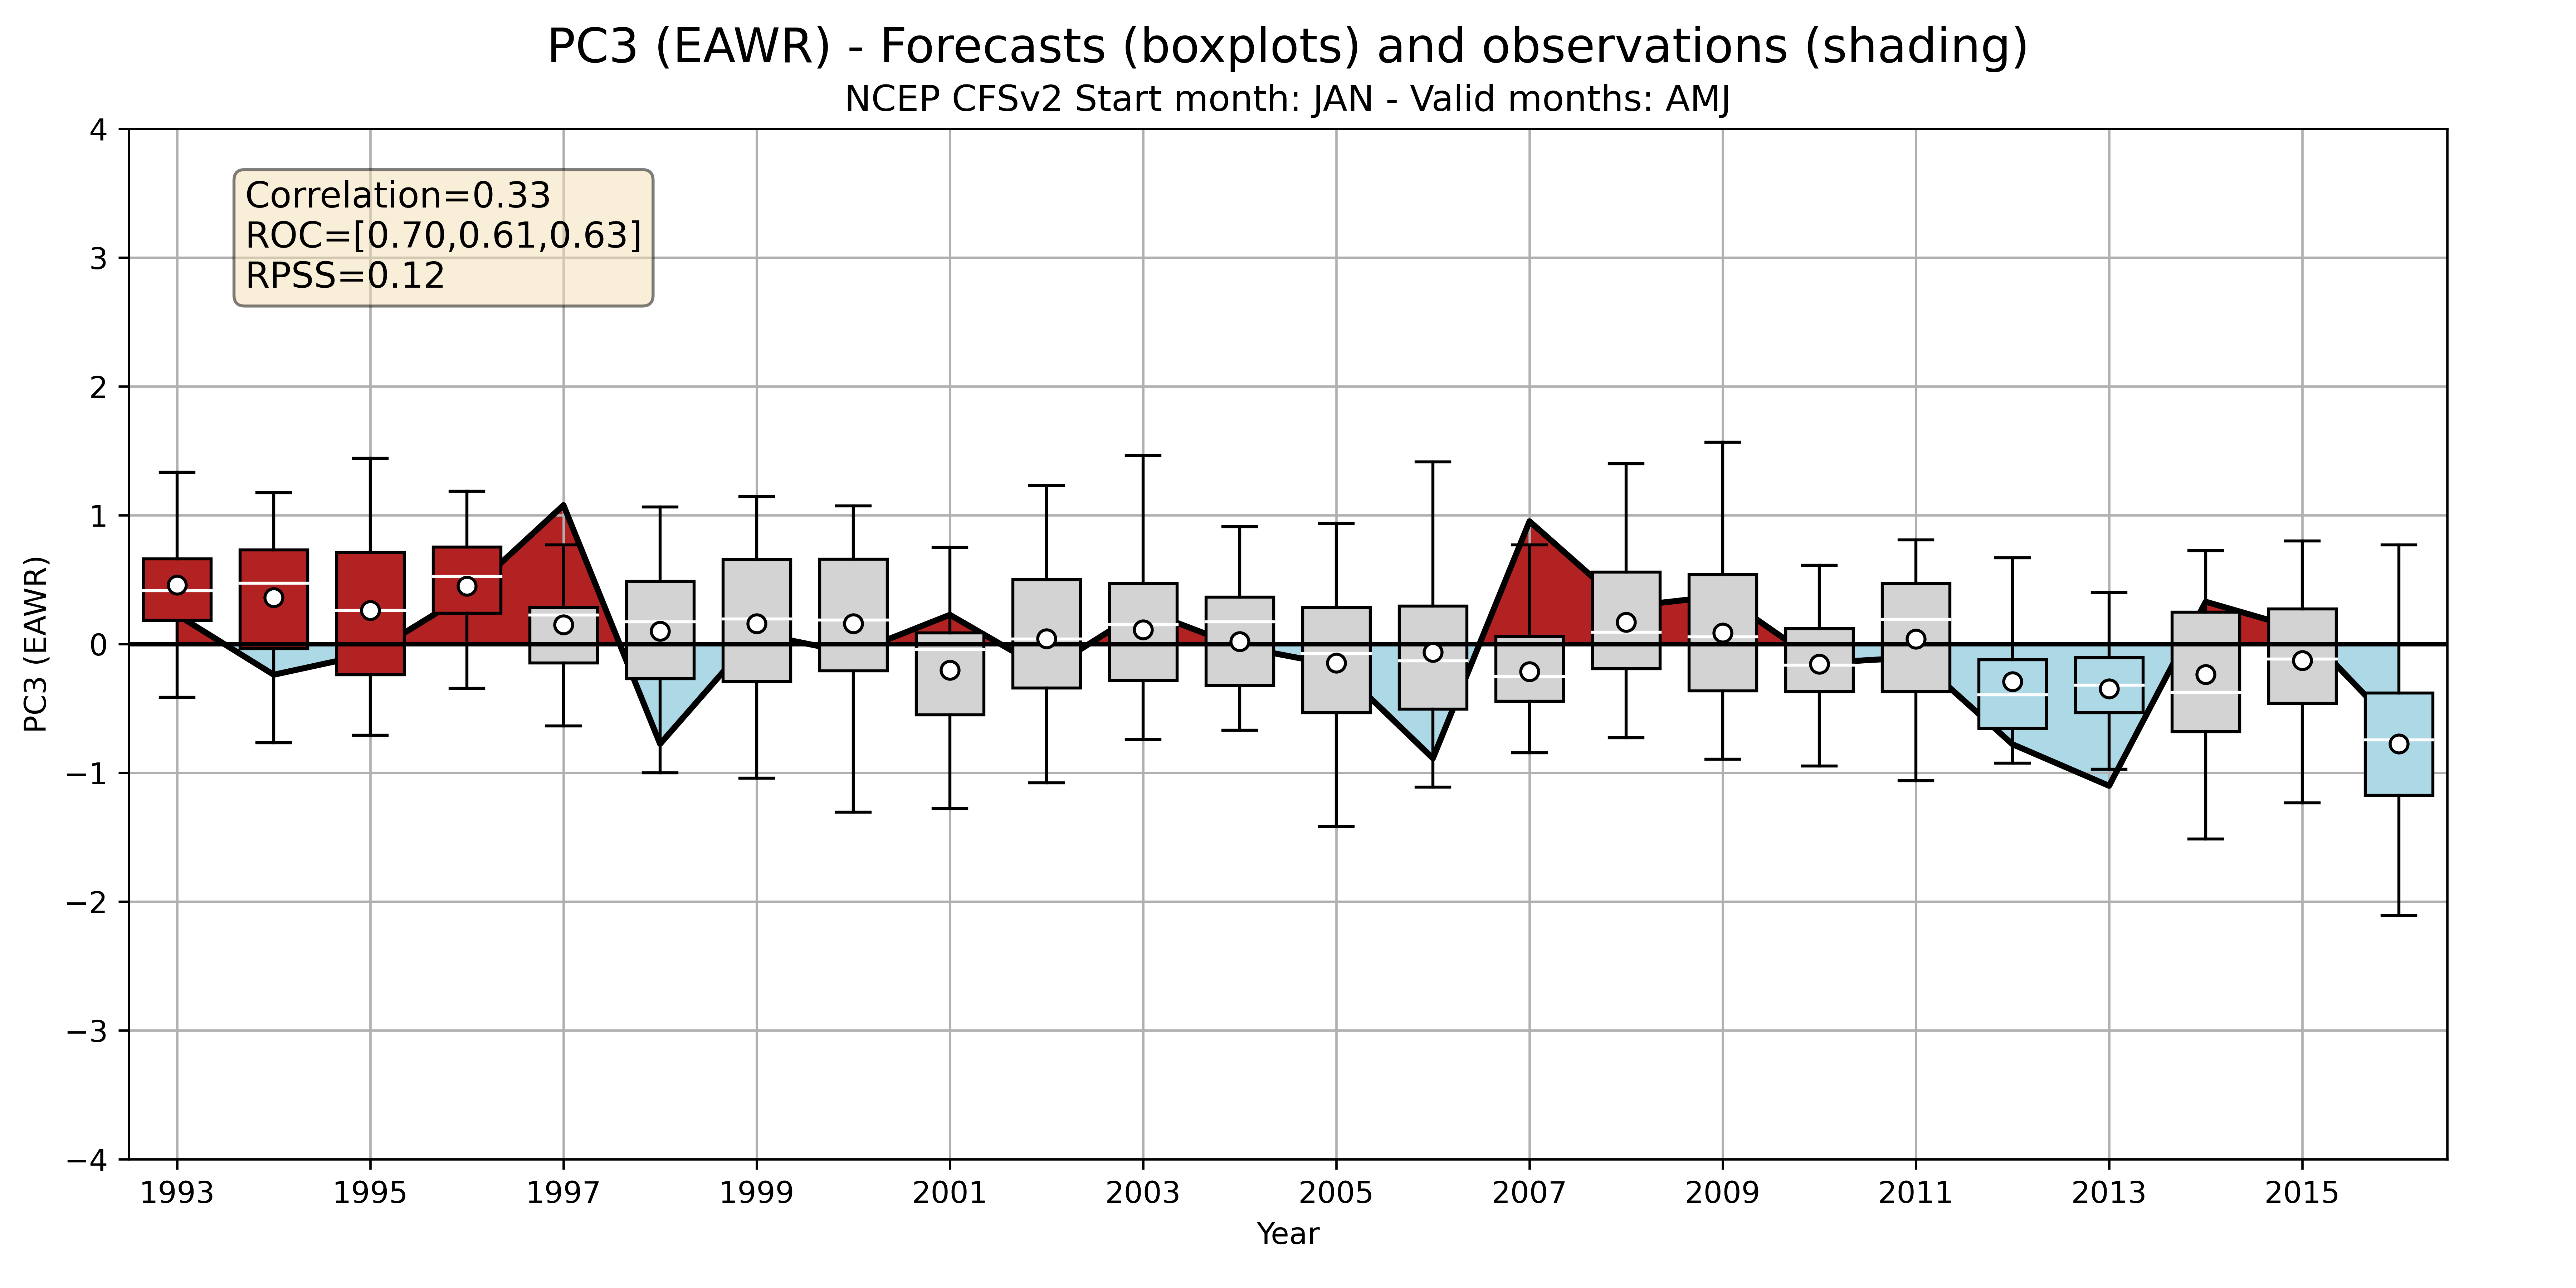 PC3 (EAWR) - Forecasts (boxplots) and observations (shading)
NCEP CFSv2 Start month: JAN - Valid months: AMJ
Correlation=0.33
ROC=[0.70,0.61,0.63]
RPSS=0.12
PC3 (EAWR)
4
3
2
1
0
−1
−2
−3
−4
1993 1995 1997 1999 2001 2003 2005 2007 2009 2011 2013 2015
Year